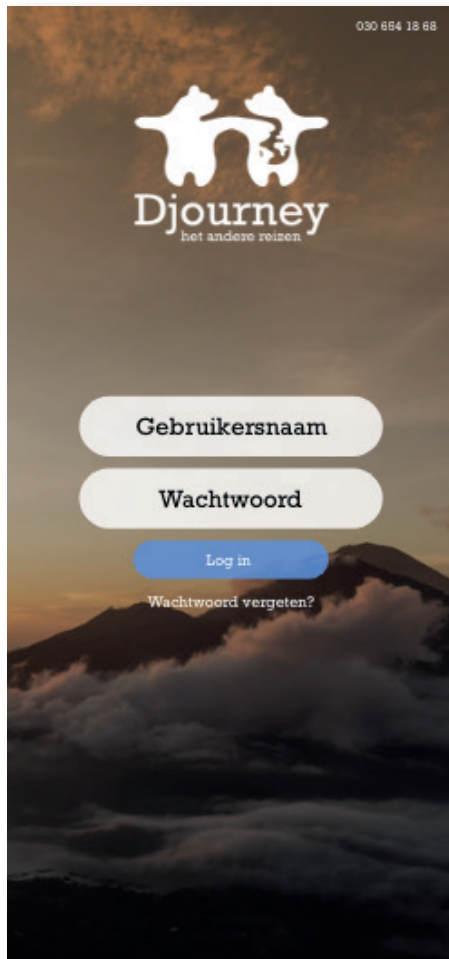 030 654 18 68
Djourney
het andere reizen
Gebruikersnaam
Wachtwoord
Log in
Wachtwoord vergeten?